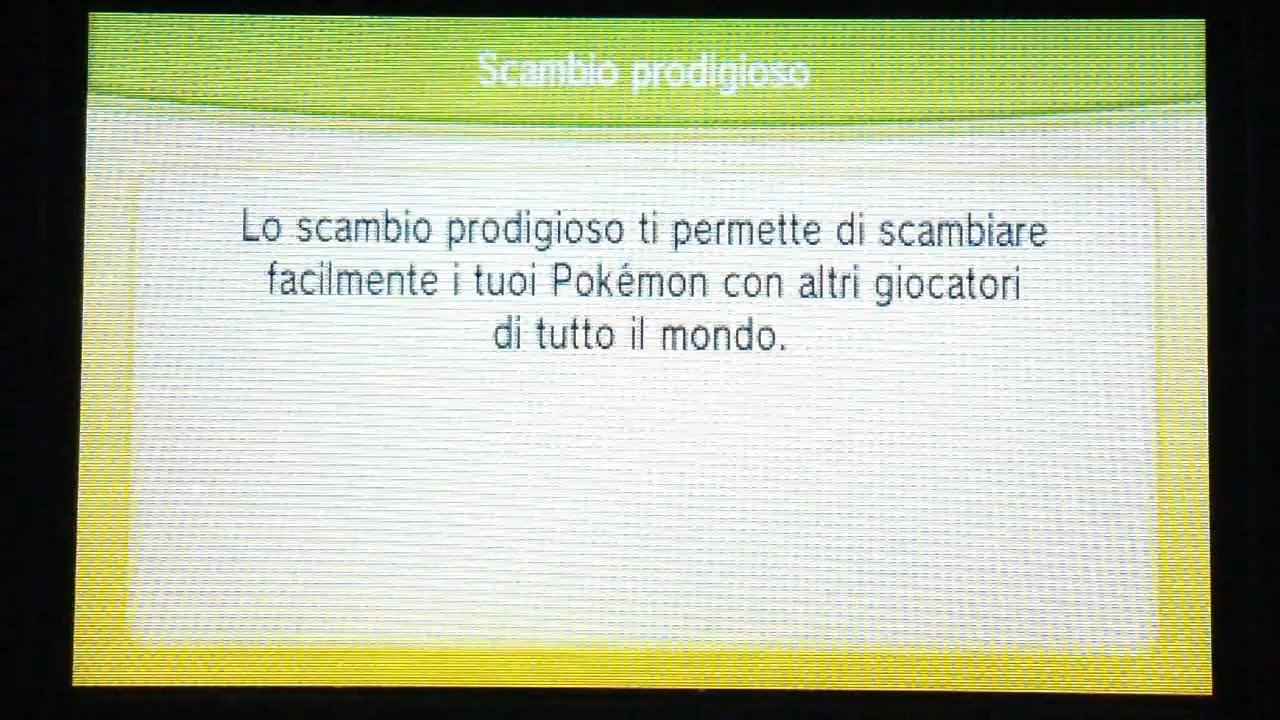 Scambio prodigioso
Lo scambio prodigioso ti permette di scambiare
facilmente i tuoi Pokémon con altri giocatori
di tutto il mondo.